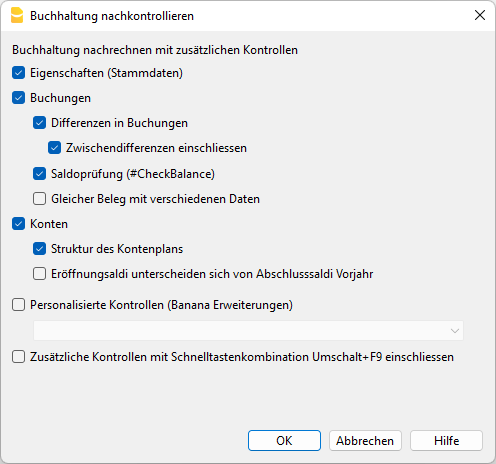 Buchhaltung nachkontrollieren
Buchhaltung nachrechnen mit zusätzlichen Kontrollen
Eigenschaften (Stammdaten)
Buchungen
Differenzen in Buchungen
Zwischendifferenzen einschliessen
Saldoprüfung (#CheckBalance)
Gleicher Beleg mit verschiedenen Daten
Konten
Struktur des Kontenplans
Eröffnungsaldi unterscheiden sich von Abschlusssaldi Vorjahr
Personalisierte Kontrollen (Banana Erweiterungen)
Zusätzliche Kontrollen mit Schnelltastenkombination Umschalt+F9 einschliessen
OK Abbrechen Hilfe